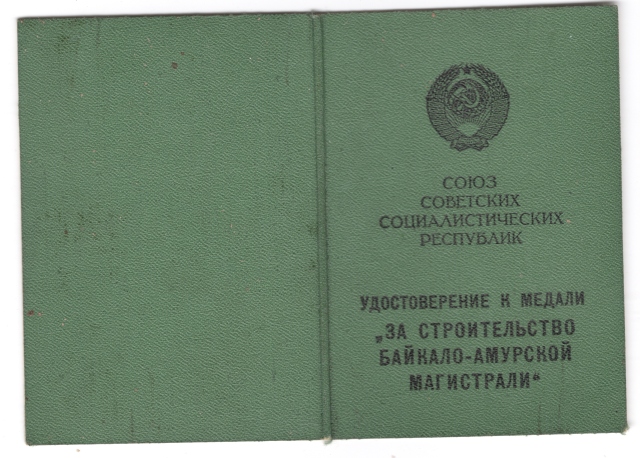 СОЮЗ
СОВЕТСКИХ
СОЦИАЛИСТИЧЕСКИХ
РЕСПУБЛИК
УДОСТОВЕРЕНИЕ К МЕДАЛИ
„ЗА СТРОИТЕЛЬСТВО
БАЙКАЛО-АМУРСКОЙ
МАГИСТРАЛИ“